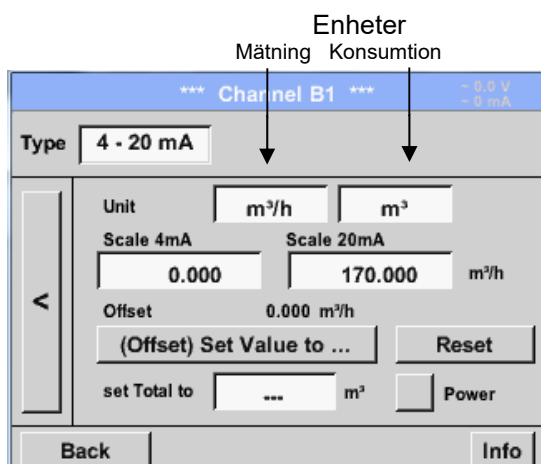 Enheter
Mätning Konsumtion
*** Channel B1 *** ~ 0.0 V
~ 0 mA
Type 4 - 20 mA
Unit m³/h m³
Scale 4mA Scale 20mA
0.000 170.000 m³/h
<
Offset 0.000 m³/h
(Offset) Set Value to ... Reset
set Total to --- m³ Power
Back Info